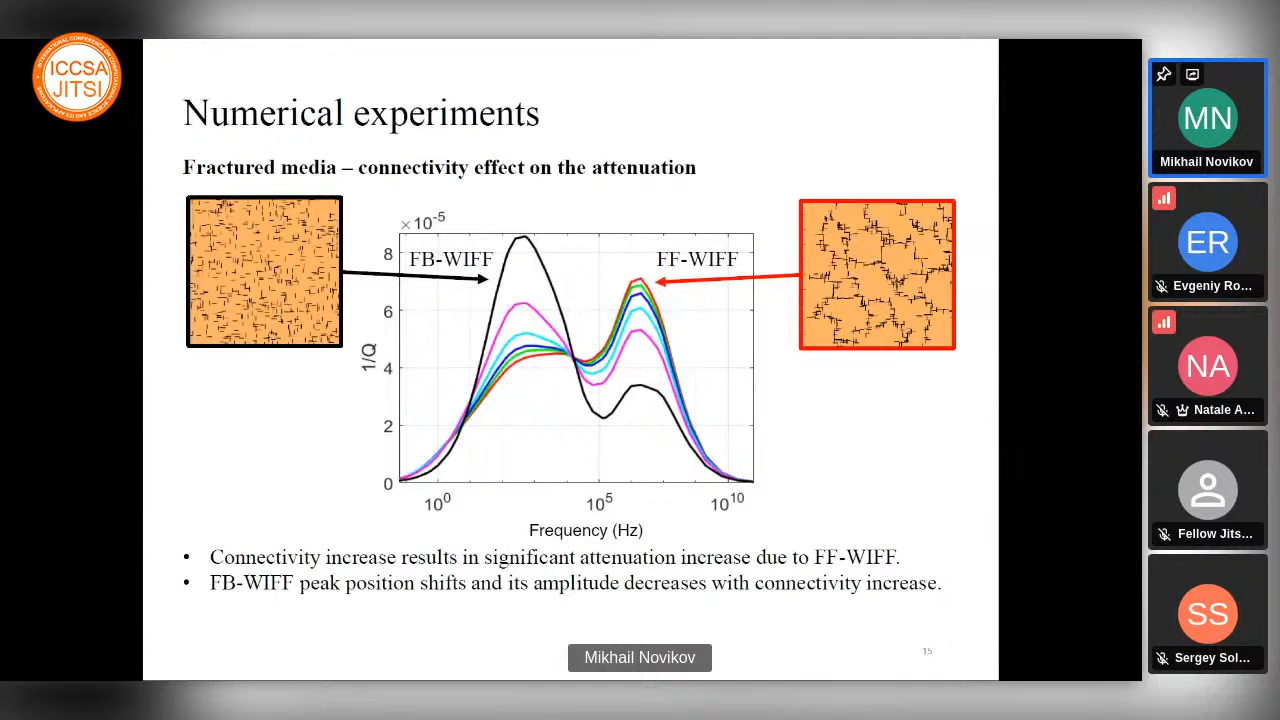 ICCSA
JITSI
Numerical experiments
Fractured media – connectivity effect on the attenuation
×10-5
FB-WIFF
FF-WIFF
8
6
4
2
0
1/Q
100
105
1010
Frequency (Hz)
• Connectivity increase results in significant attenuation increase due to FF-WIFF.
• FB-WIFF peak position shifts and its amplitude decreases with connectivity increase.
15
Mikhail Novikov
MN
Mikhail Novikov
ER
Evgeniy Ro...
NA
Natale A...
Fellow Jits...
SS
Sergey Sol...